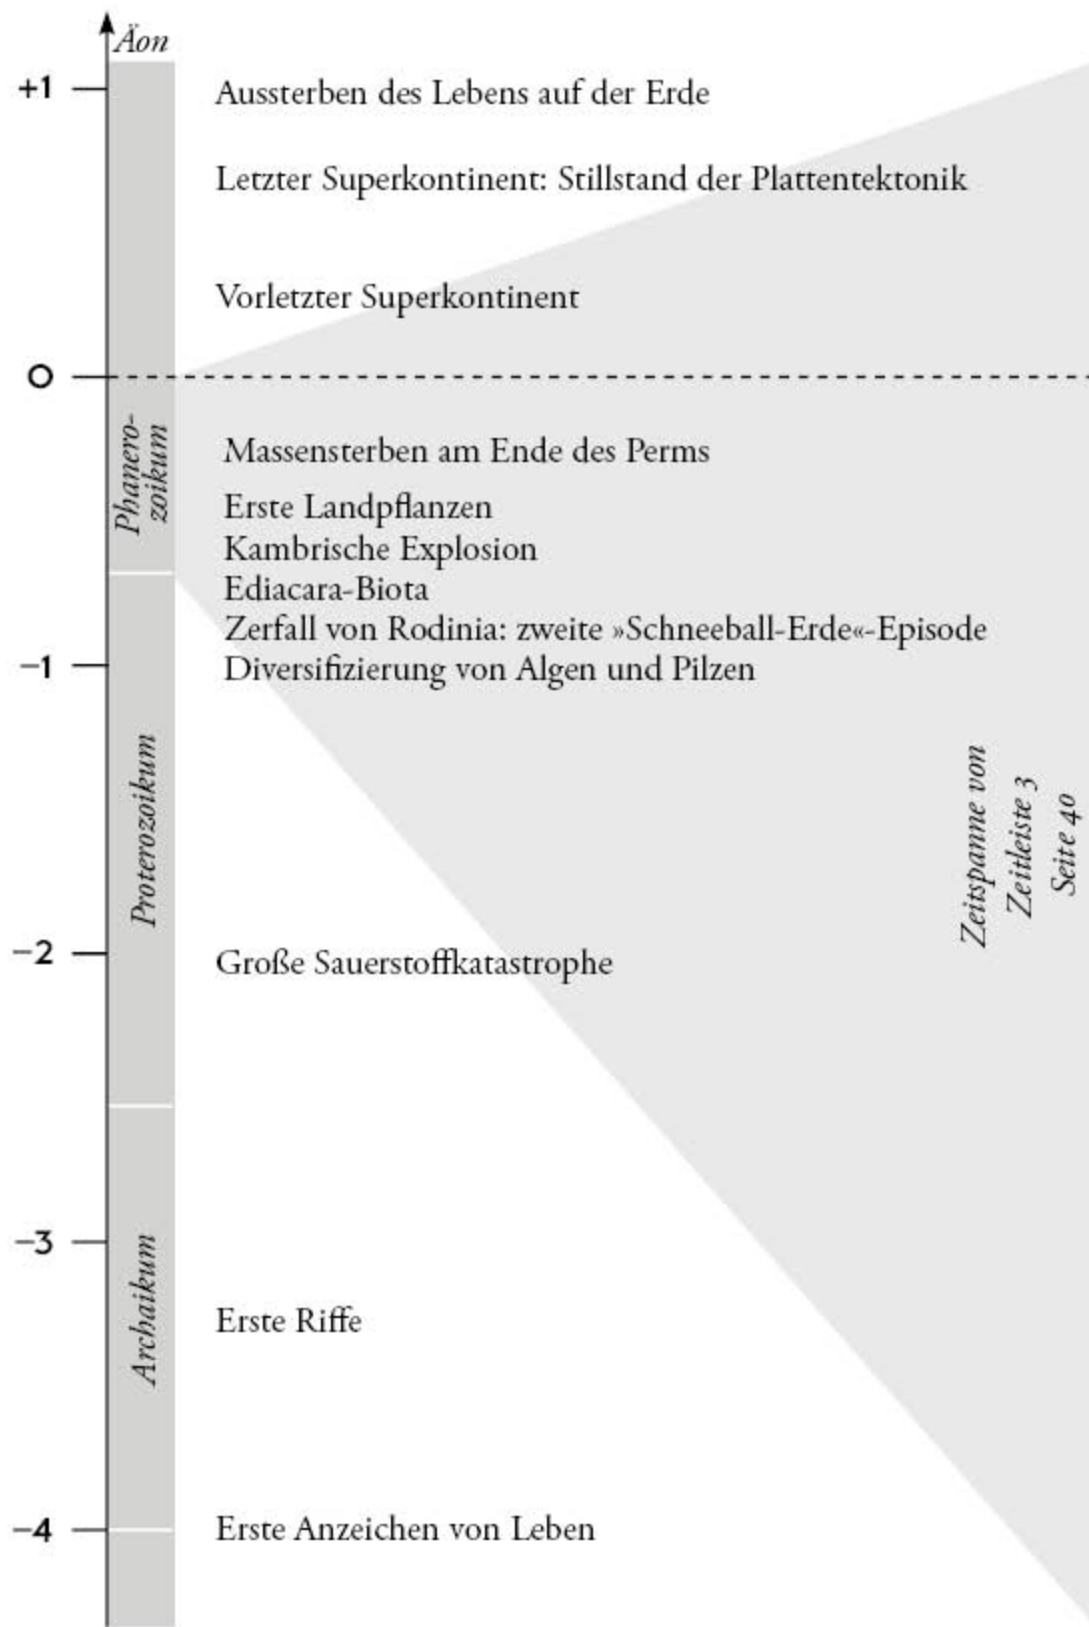 Äon
+1
Aussterben des Lebens auf der Erde
Letzter Superkontinent: Stillstand der Plattentektonik
Vorletzter Superkontinent
0
Phanero-
zoikum
Massensterben am Ende des Perms
Erste Landpflanzen
Kambrische Explosion
Ediacara-Biota
Zerfall von Rodinia: zweite »Schneeball-Erde«-Episode
−1
Diversifizierung von Algen und Pilzen
Proterozoikum
Zeitspanne von
Zeitleiste 3
Seite 40
−2
Große Sauerstoffkatastrophe
−3
Archaikum
Erste Riffe
−4
Erste Anzeichen von Leben